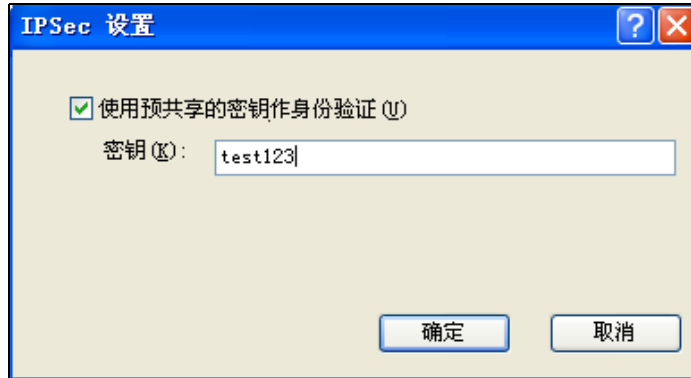 IPSec 设置
使用预共享的密钥作身份验证(U)
密钥(K):
test123
确定
取消